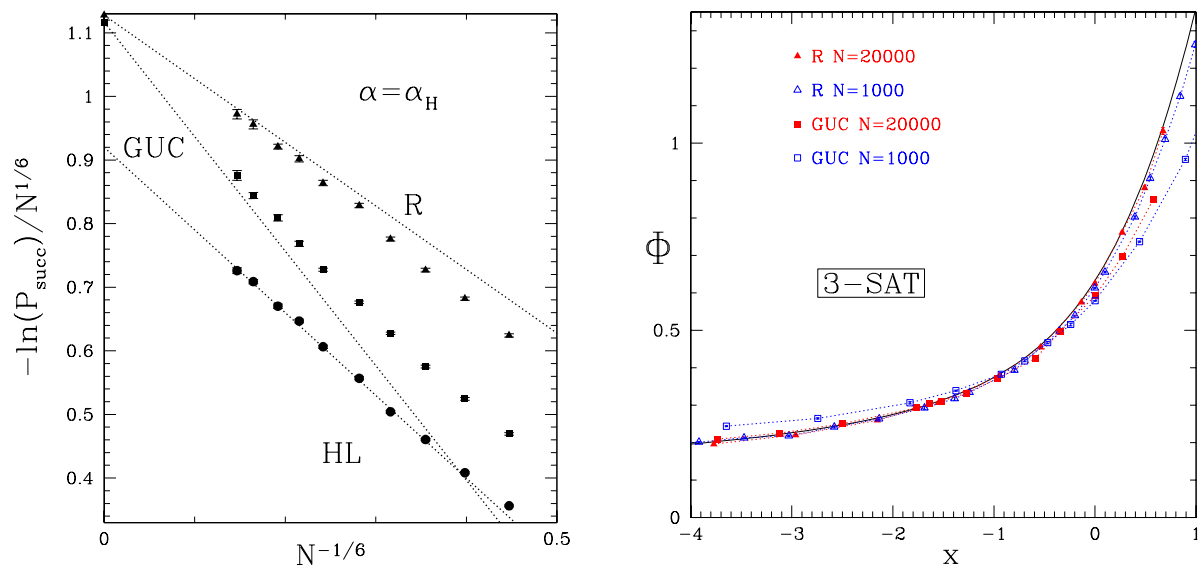 1.1
1
0.9
0.8
0.7
0.6
0.5
0.4
−ln(P_succ)/N^1/6
α=α_H
GUC
R
HL
0
0.5
N^−1/6
R N=20000
R N=1000
GUC N=20000
GUC N=1000
3−SAT
Φ
1
0.5
0
−4
−3
−2
−1
0
1
x